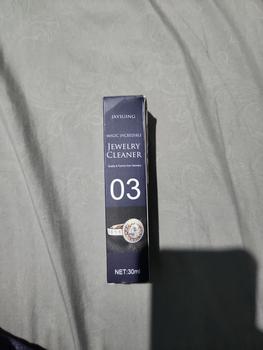 JAYSUING
MAGIC INCREDIBLE
JEWELRY
CLEANER
03
NET:30ml